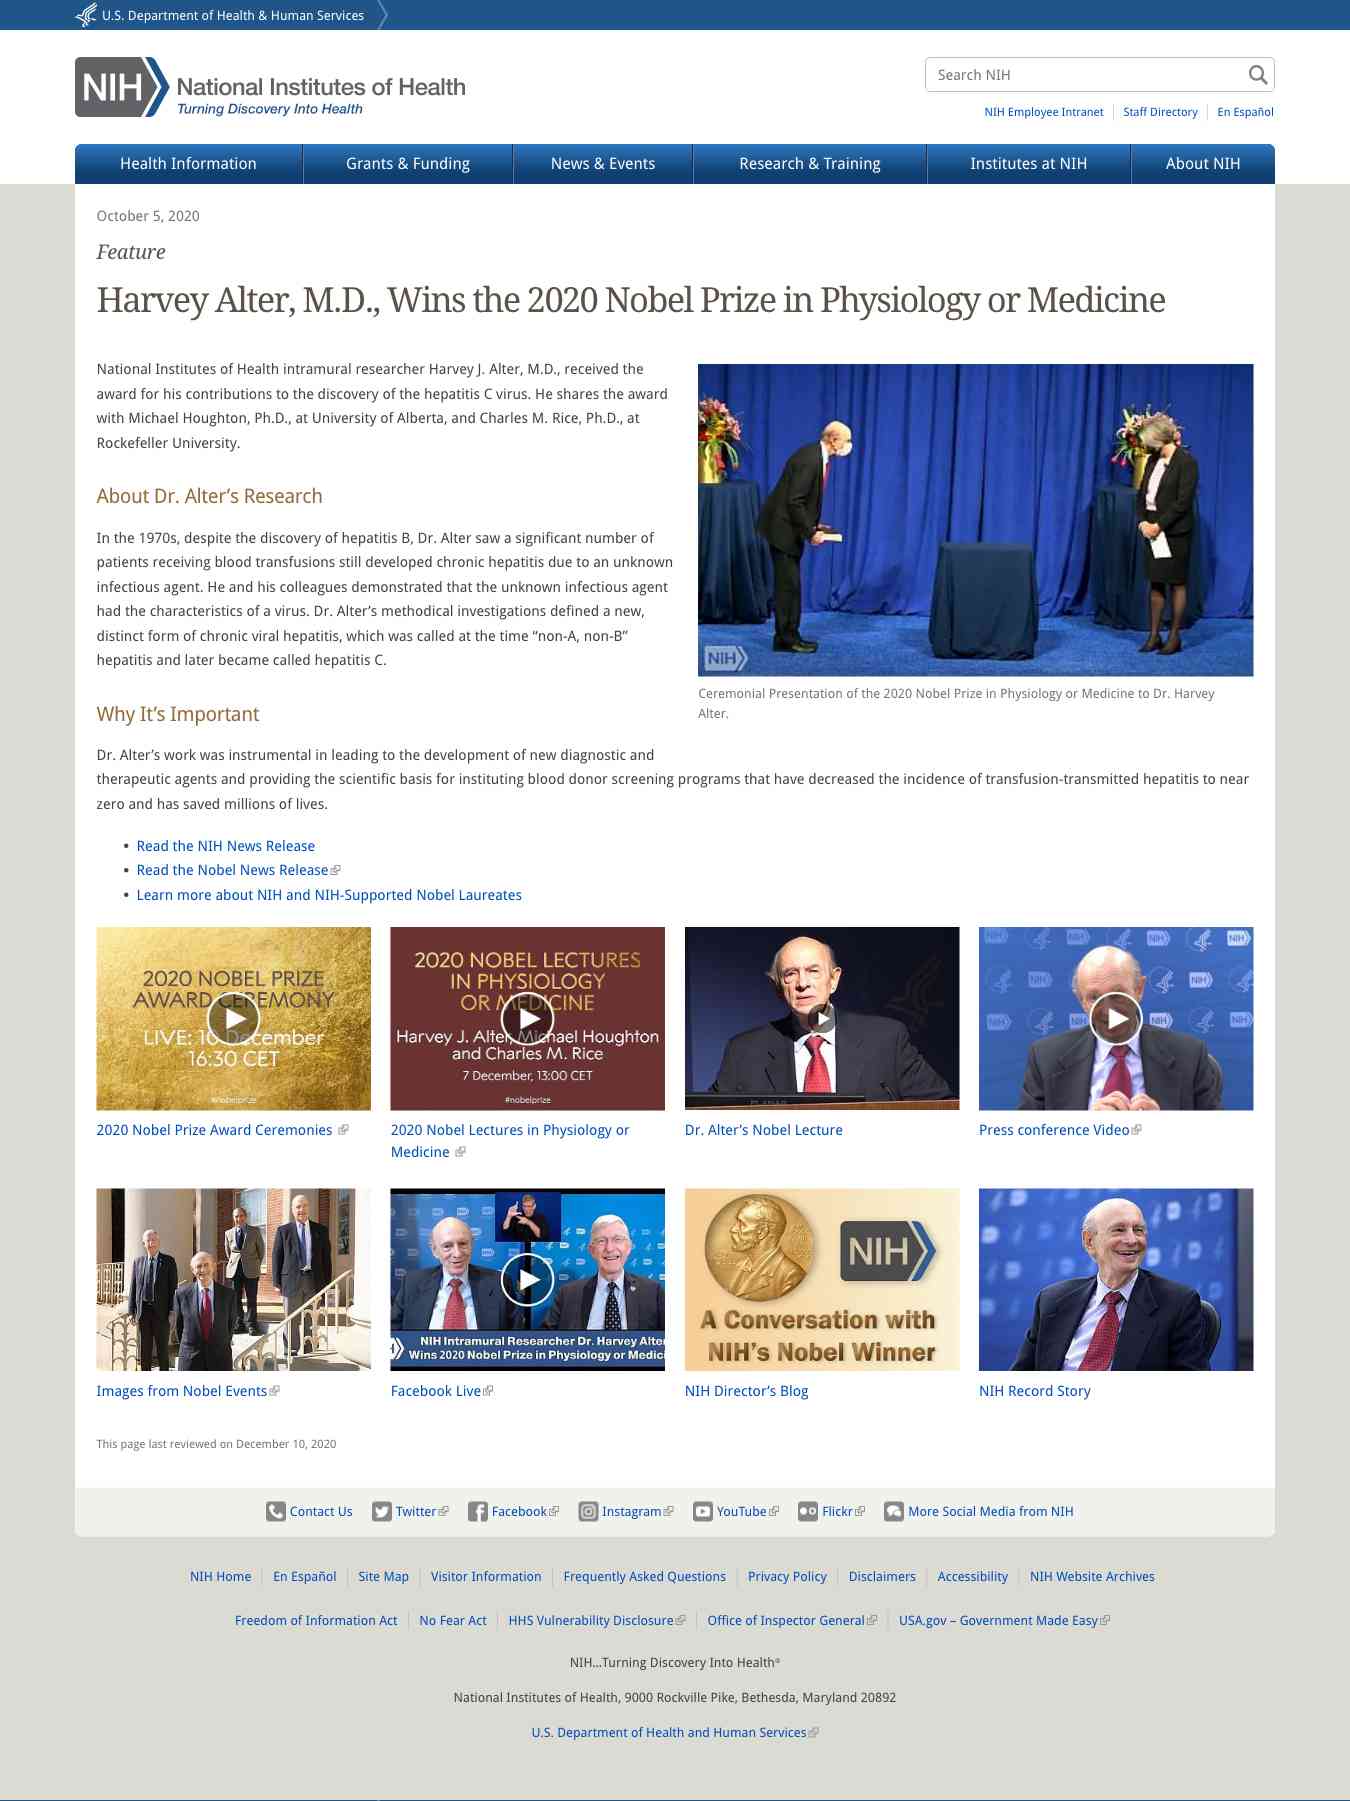 U.S. Department of Health & Human Services
NIH National Institutes of Health
Turning Discovery Into Health
Search NIH
NIH Employee Intranet Staff Directory En Español
Health Information Grants & Funding News & Events Research & Training Institutes at NIH About NIH
October 5, 2020
Feature
Harvey Alter, M.D., Wins the 2020 Nobel Prize in Physiology or Medicine
National Institutes of Health intramural researcher Harvey J. Alter, M.D., received the
award for his contributions to the discovery of the hepatitis C virus. He shares the award
with Michael Houghton, Ph.D., at University of Alberta, and Charles M. Rice, Ph.D., at
Rockefeller University.
About Dr. Alter’s Research
In the 1970s, despite the discovery of hepatitis B, Dr. Alter saw a significant number of
patients receiving blood transfusions still developed chronic hepatitis due to an unknown
infectious agent. He and his colleagues demonstrated that the unknown infectious agent
had the characteristics of a virus. Dr. Alter’s methodical investigations defined a new,
distinct form of chronic viral hepatitis, which was called at the time “non-A, non-B”
hepatitis and later became called hepatitis C.
NIH
Ceremonial Presentation of the 2020 Nobel Prize in Physiology or Medicine to Dr. Harvey
Alter.
Why It’s Important
Dr. Alter’s work was instrumental in leading to the development of new diagnostic and
therapeutic agents and providing the scientific basis for instituting blood donor screening programs that have decreased the incidence of transfusion-transmitted hepatitis to near
zero and has saved millions of lives.
• Read the NIH News Release
• Read the Nobel News Release
• Learn more about NIH and NIH-Supported Nobel Laureates
2020 NOBEL PRIZE
AWARD CEREMONY
LIVE: 10 December
16:30 CET
#nobelprize
2020 NOBEL LECTURES
IN PHYSIOLOGY
OR MEDICINE
Harvey J. Alter, Michael Houghton
and Charles M. Rice
7 December, 13:00 CET
#nobelprize
NIH NIH NIH
NIH
NIH NIH NIH NIH
2020 Nobel Prize Award Ceremonies
2020 Nobel Lectures in Physiology or
Medicine
Dr. Alter’s Nobel Lecture
Press conference Video
NIH Intramural Researcher Dr. Harvey Alter
Wins 2020 Nobel Prize in Physiology or Medici
NIH
A Conversation with
NIH's Nobel Winner
Images from Nobel Events
Facebook Live
NIH Director’s Blog
NIH Record Story
This page last reviewed on December 10, 2020
Contact Us Twitter Facebook Instagram YouTube Flickr More Social Media from NIH
NIH Home En Español Site Map Visitor Information Frequently Asked Questions Privacy Policy Disclaimers Accessibility NIH Website Archives
Freedom of Information Act No Fear Act HHS Vulnerability Disclosure Office of Inspector General USA.gov – Government Made Easy
NIH…Turning Discovery Into Health®
National Institutes of Health, 9000 Rockville Pike, Bethesda, Maryland 20892
U.S. Department of Health and Human Services